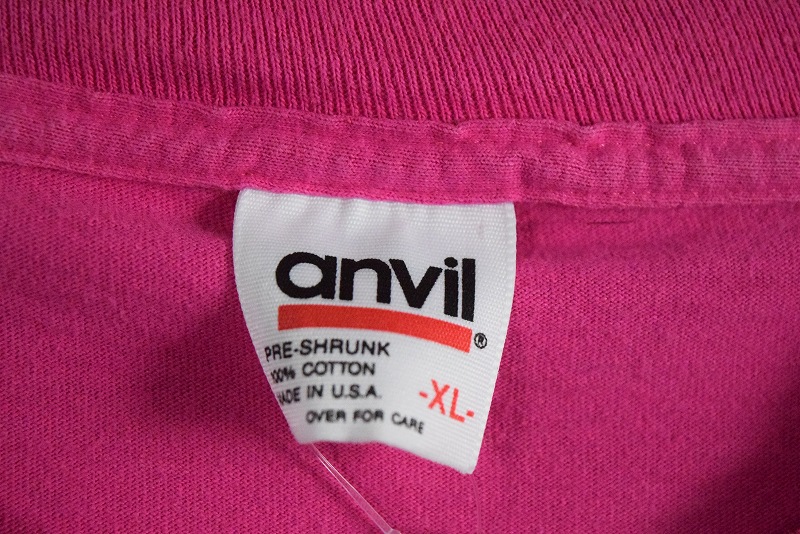 anvil
®
PRE-SHRUNK
100% COTTON
MADE IN U.S.A.
-XL-
OVER FOR CARE